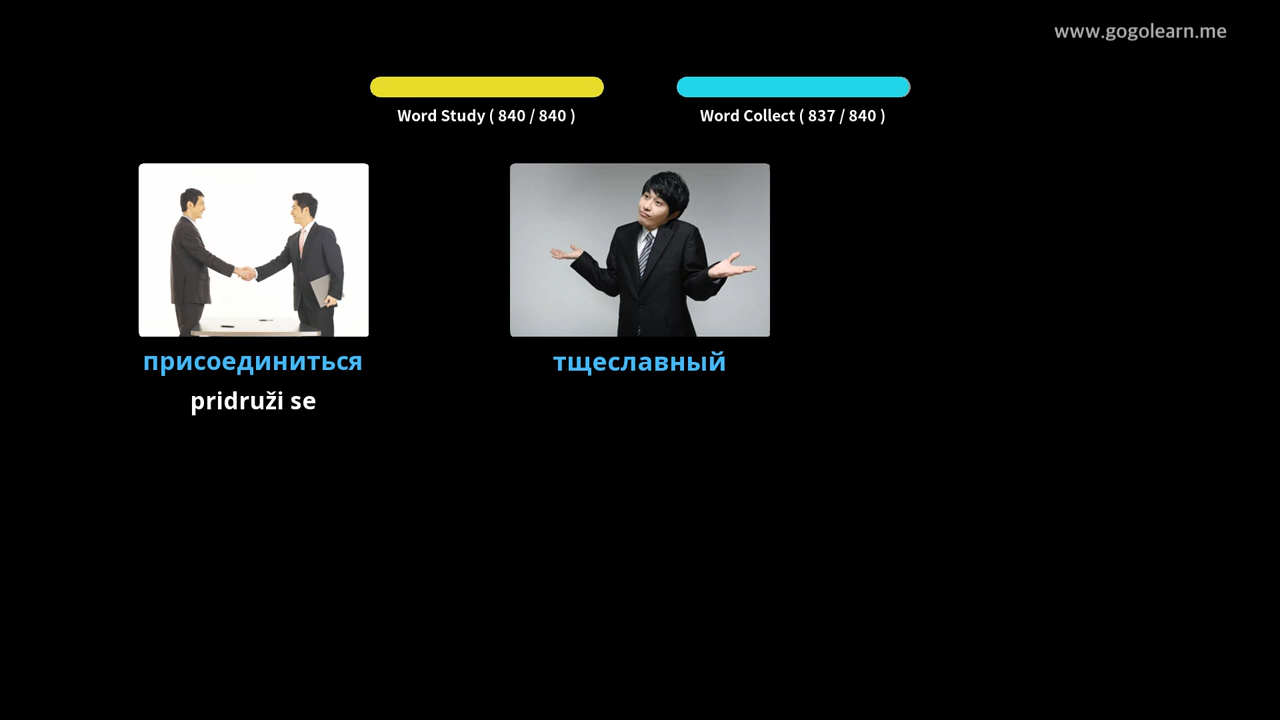 www.gogolearn.me
Word Study ( 840 / 840 )
Word Collect ( 837 / 840 )
присоединиться
тщеславный
pridruži se